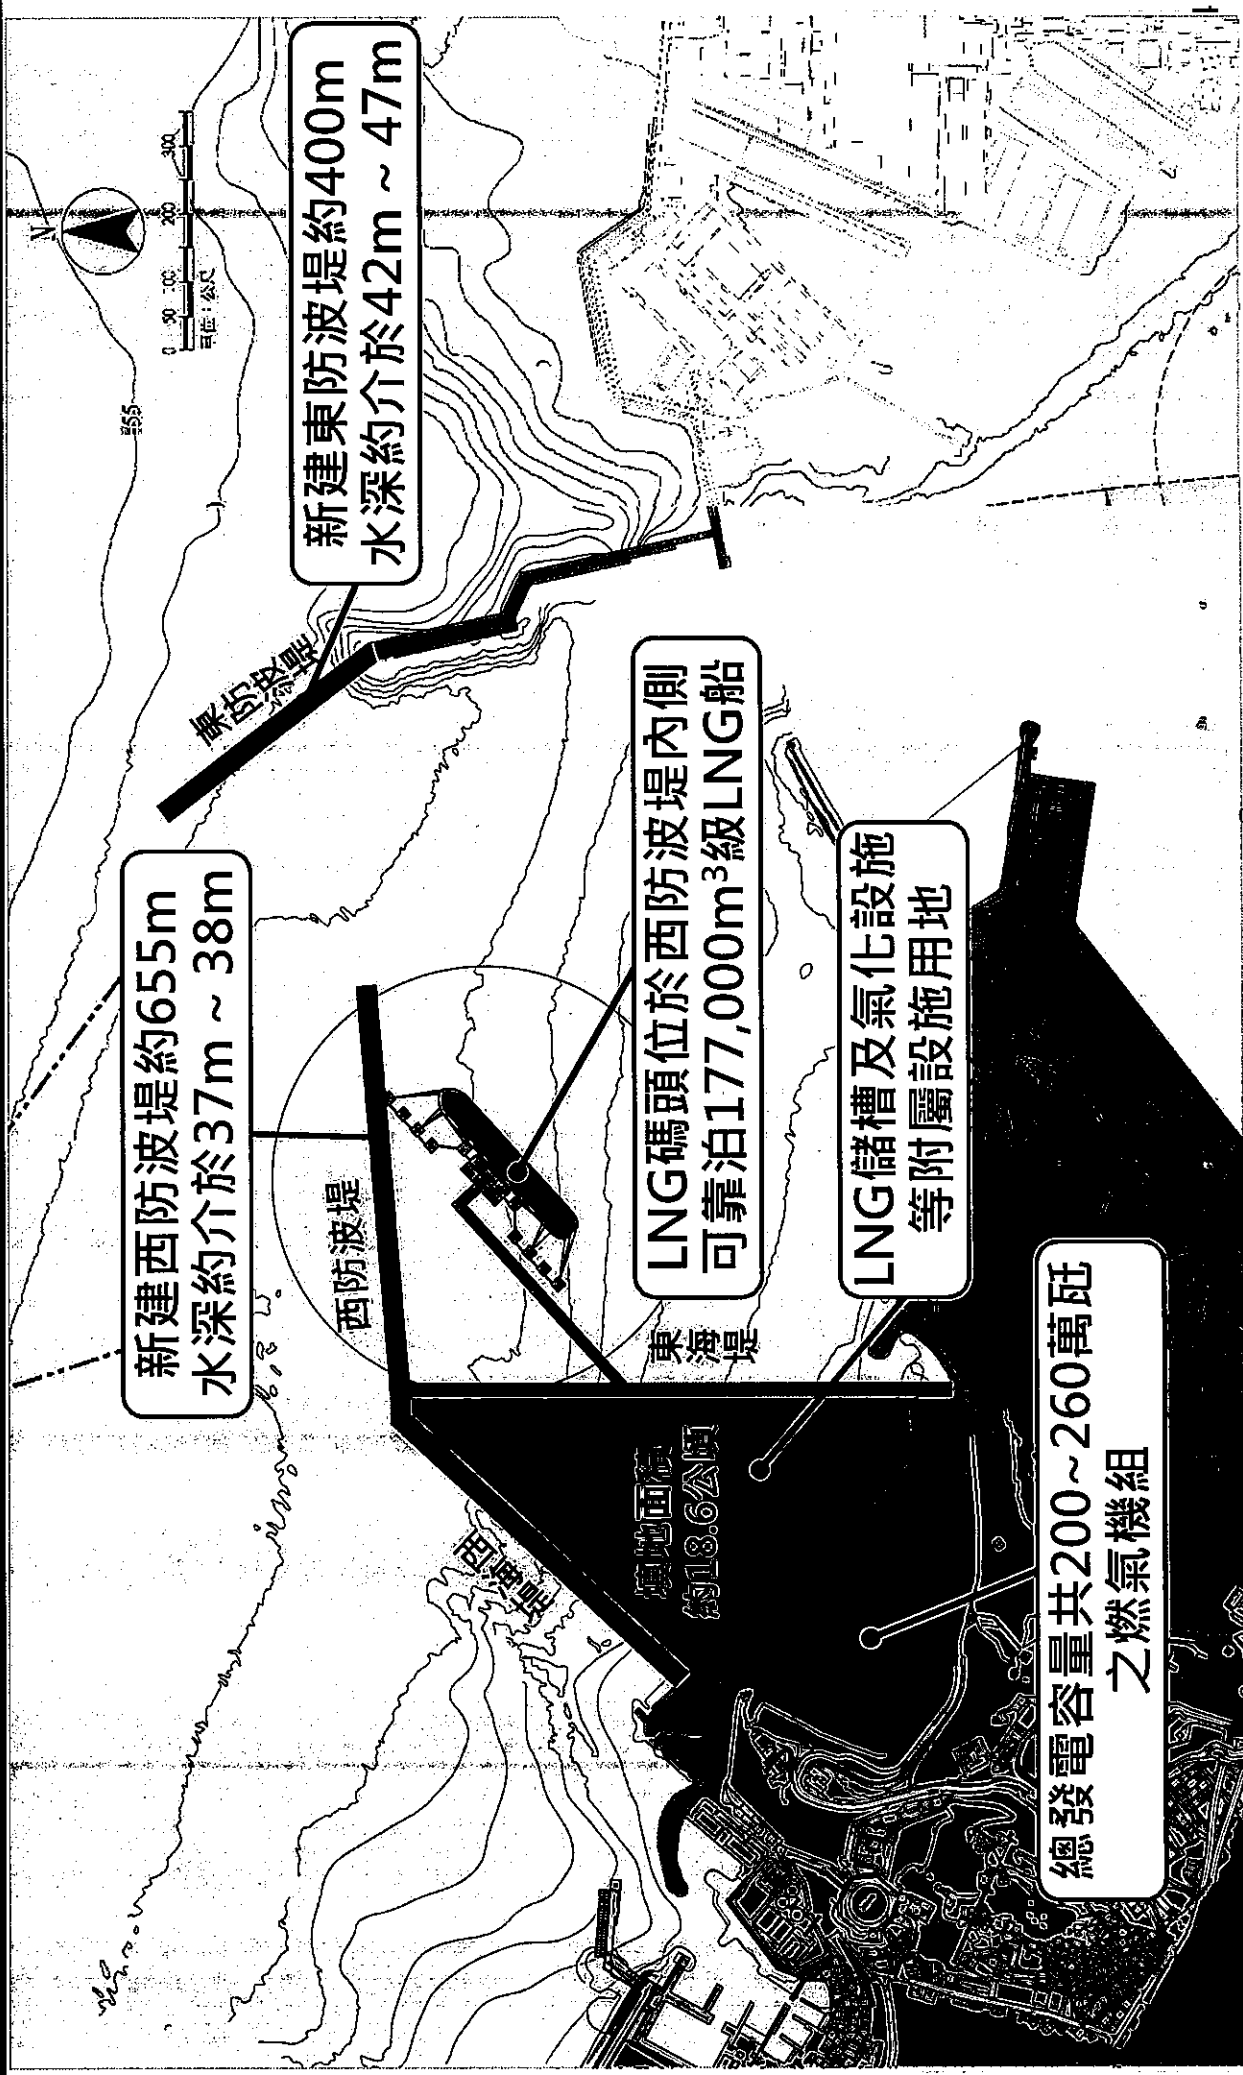 N
0 50 100 200 300
單位：公尺
55
新建東防波堤約400m
水深約介於42m ~ 47m
東防波堤
新建西防波堤約655m
水深約介於37m ~ 38m
西防波堤
LNG碼頭位於西防波堤內側
可靠泊177,000m³級LNG船
東海堤
LNG儲槽及氣化設施
等附屬設施用地
西海堤
填地面積
約18.6公頃
總發電容量共200~260萬瓩
之燃氣機組